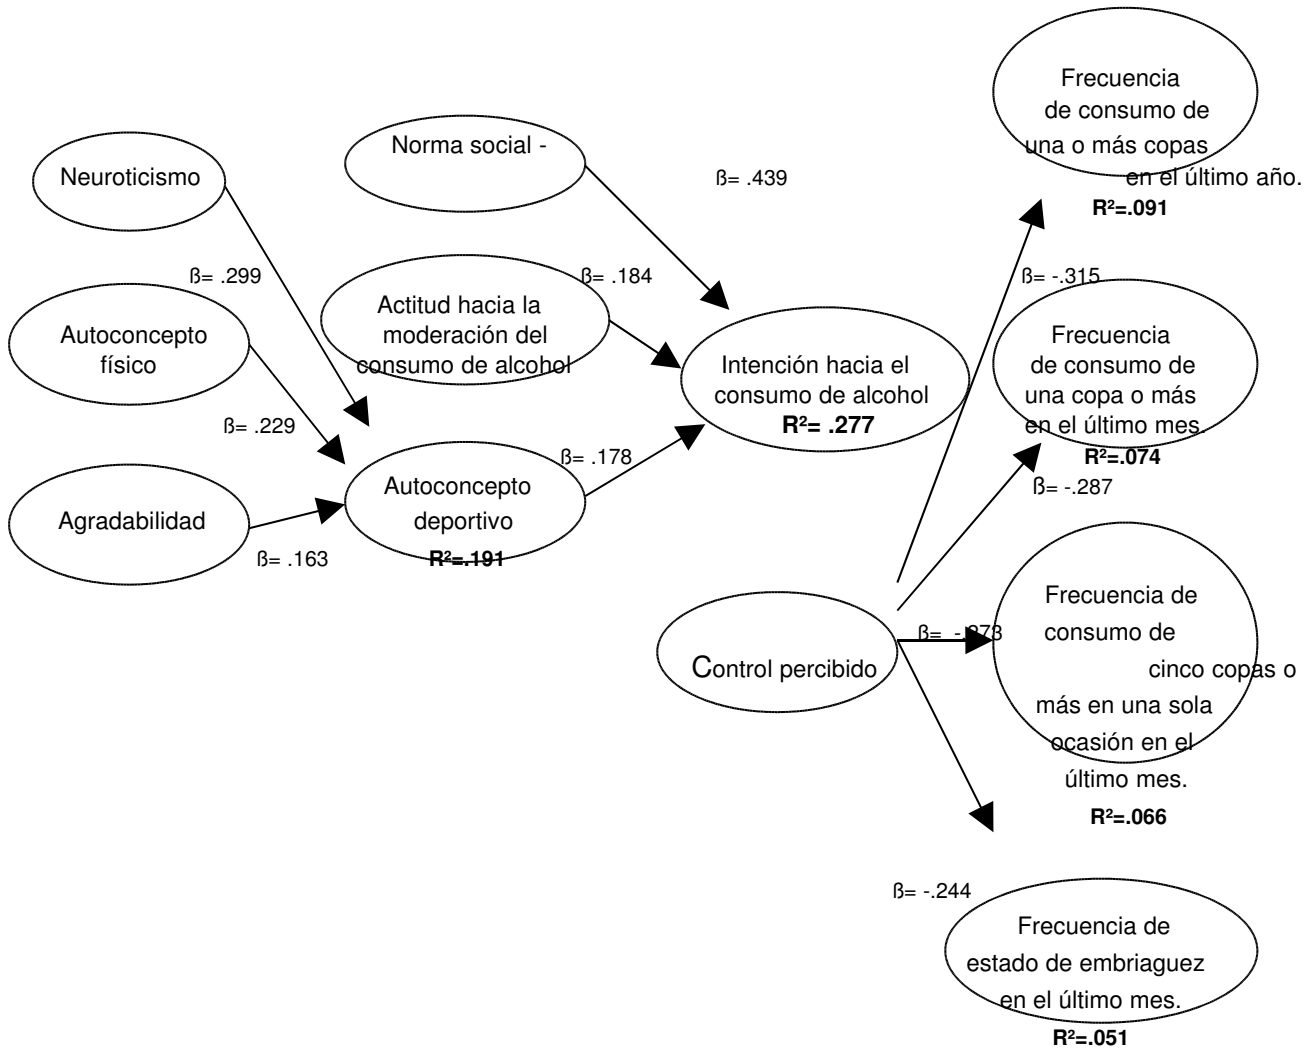 Neuroticismo
ß= .299
Autoconcepto
físico
ß= .229
Agradabilidad
ß= .163
Norma social -
ß= .439
Actitud hacia la
moderación del
consumo de alcohol
ß= .184
Autoconcepto
deportivo
R²=.191
ß= .178
Intención hacia el
consumo de alcohol
R²= .277
Control percibido
Frecuencia
de consumo de
una o más copas
en el último año.
R²=.091
ß= -.315
Frecuencia
de consumo de
una copa o más
en el último mes.
R²=.074
ß= -.287
Frecuencia de
consumo de
cinco copas o
más en una sola
ocasión en el
último mes.
R²=.066
ß= -.273
ß= -.244
Frecuencia de
estado de embriaguez
en el último mes.
R²=.051